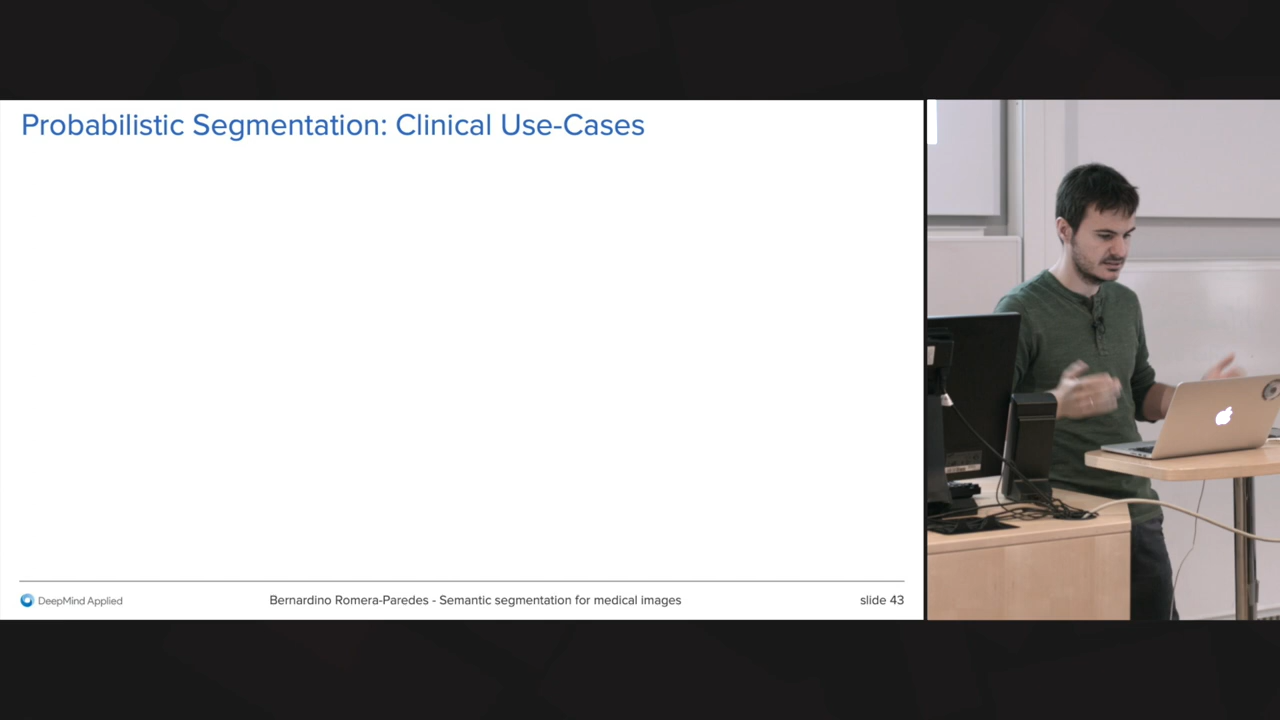 Probabilistic Segmentation: Clinical Use-Cases
DeepMind Applied
Bernardino Romera-Paredes - Semantic segmentation for medical images
slide 43